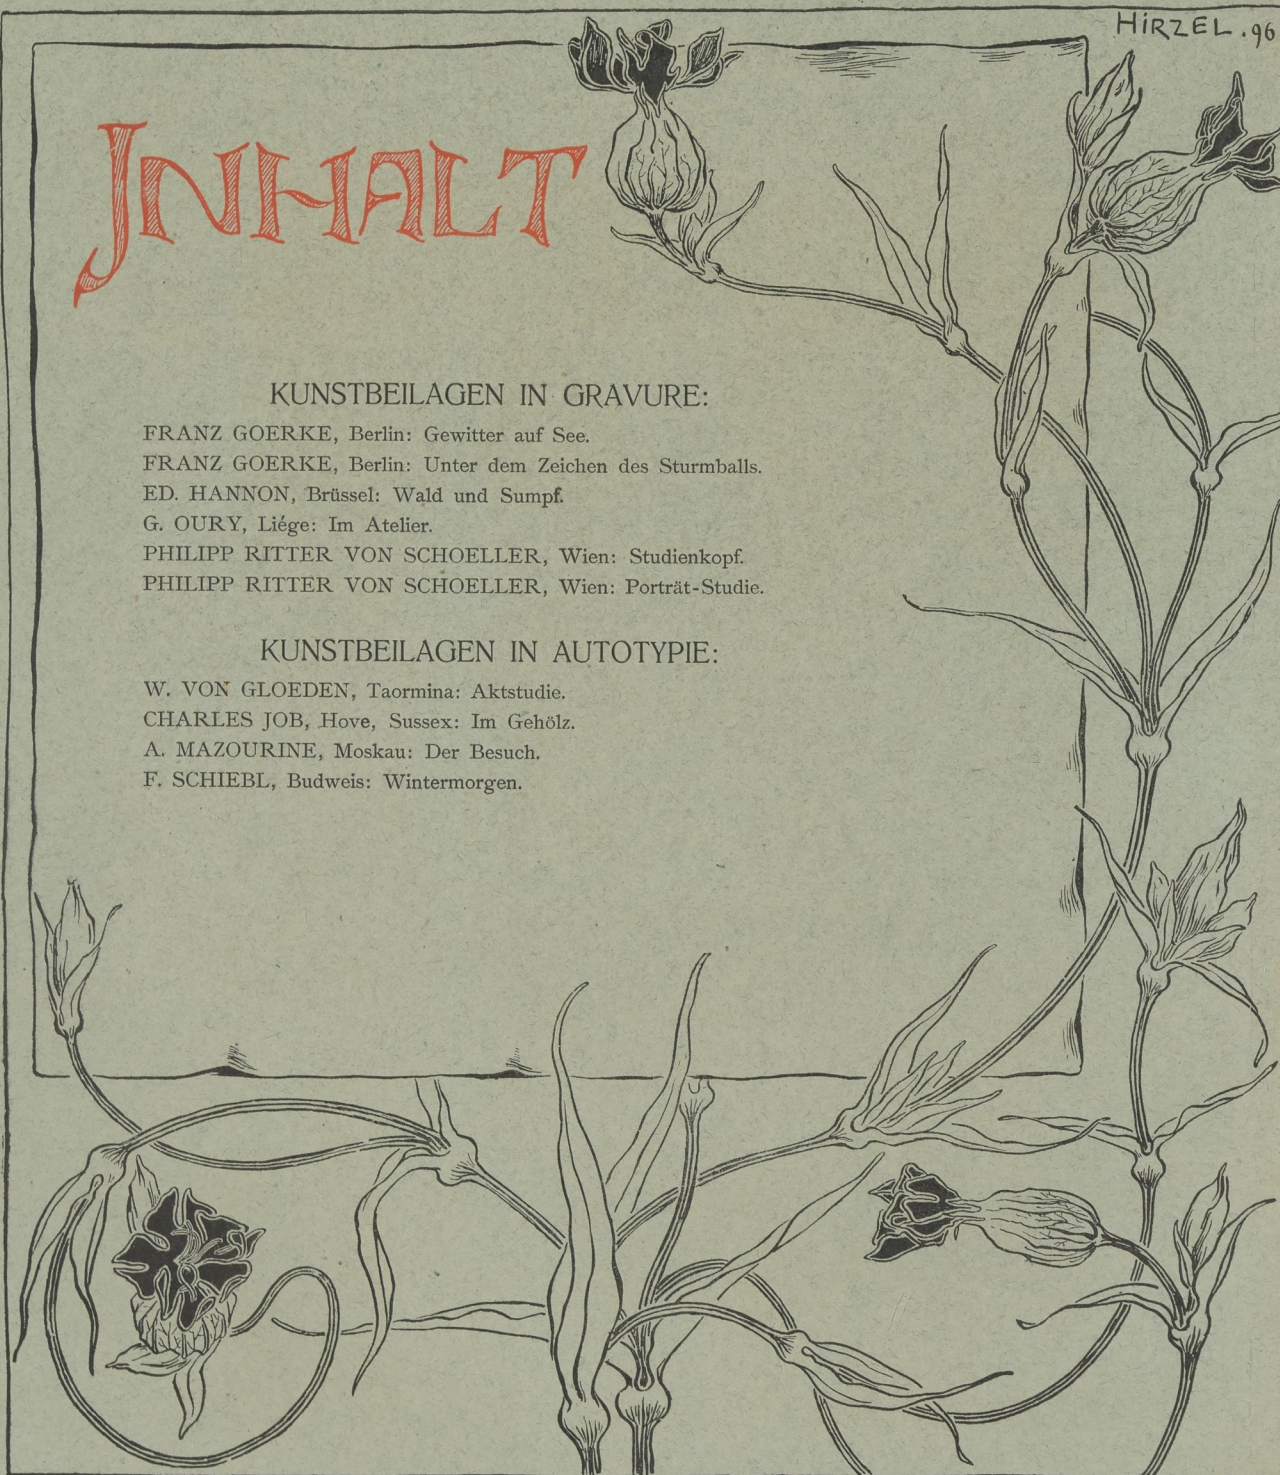 HIRZEL . 96
JNHALT
KUNSTBEILAGEN IN GRAVURE:
FRANZ GOERKE, Berlin: Gewitter auf See.
FRANZ GOERKE, Berlin: Unter dem Zeichen des Sturmballs.
ED. HANNON, Brüssel: Wald und Sumpf.
G. OURY, Liége: Im Atelier.
PHILIPP RITTER VON SCHOELLER, Wien: Studienkopf.
PHILIPP RITTER VON SCHOELLER, Wien: Porträt-Studie.
KUNSTBEILAGEN IN AUTOTYPIE:
W. VON GLOEDEN, Taormina: Aktstudie.
CHARLES JOB, Hove, Sussex: Im Gehölz.
A. MAZOURINE, Moskau: Der Besuch.
F. SCHIEBL, Budweis: Wintermorgen.